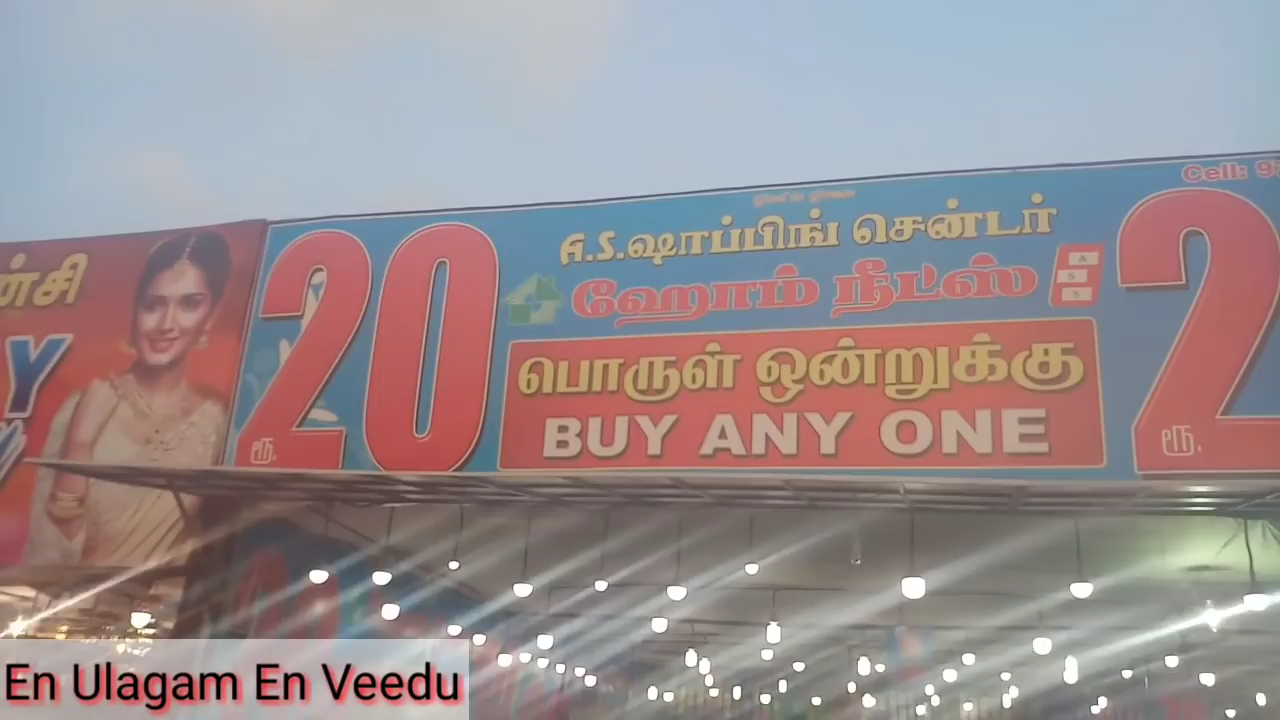 ன்சி
Y
20
ரூ.
A.S.ஷாப்பிங் சென்டர்
ஹோம் நீட்ஸ்
A
S
S
பொருள் ஒன்றுக்கு
BUY ANY ONE
Cell: 9
2
ரூ.
En Ulagam En Veedu